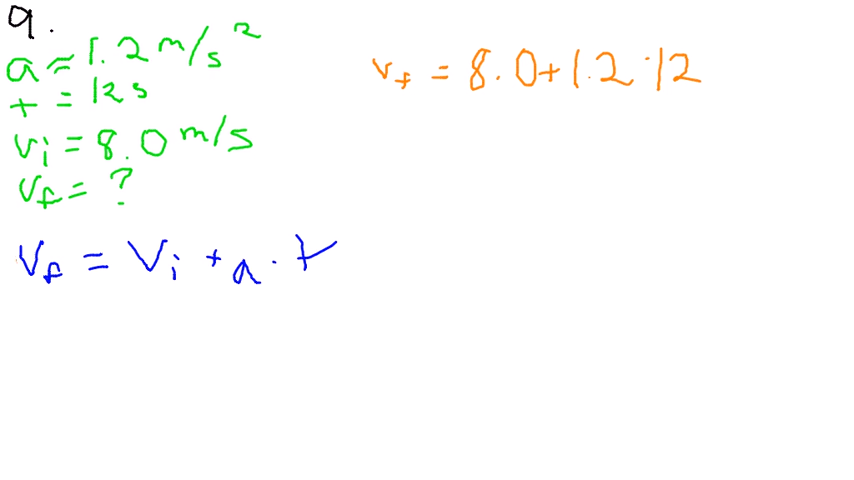 9.
a = 1.2 m/s²
t = 12 s
vi = 8.0 m/s
vf = ?
vf = vi + a · t
vf = 8.0 + 1.2 · 12